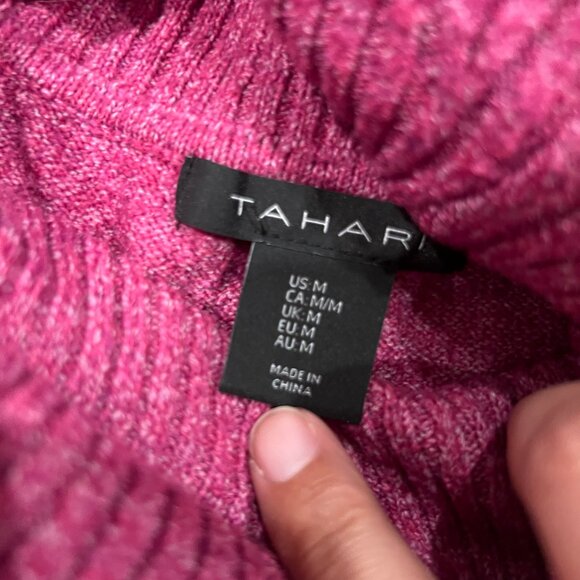 TAHARI
US: M
CA: M/M
UK: M
EU: M
AU: M
MADE IN
CHINA